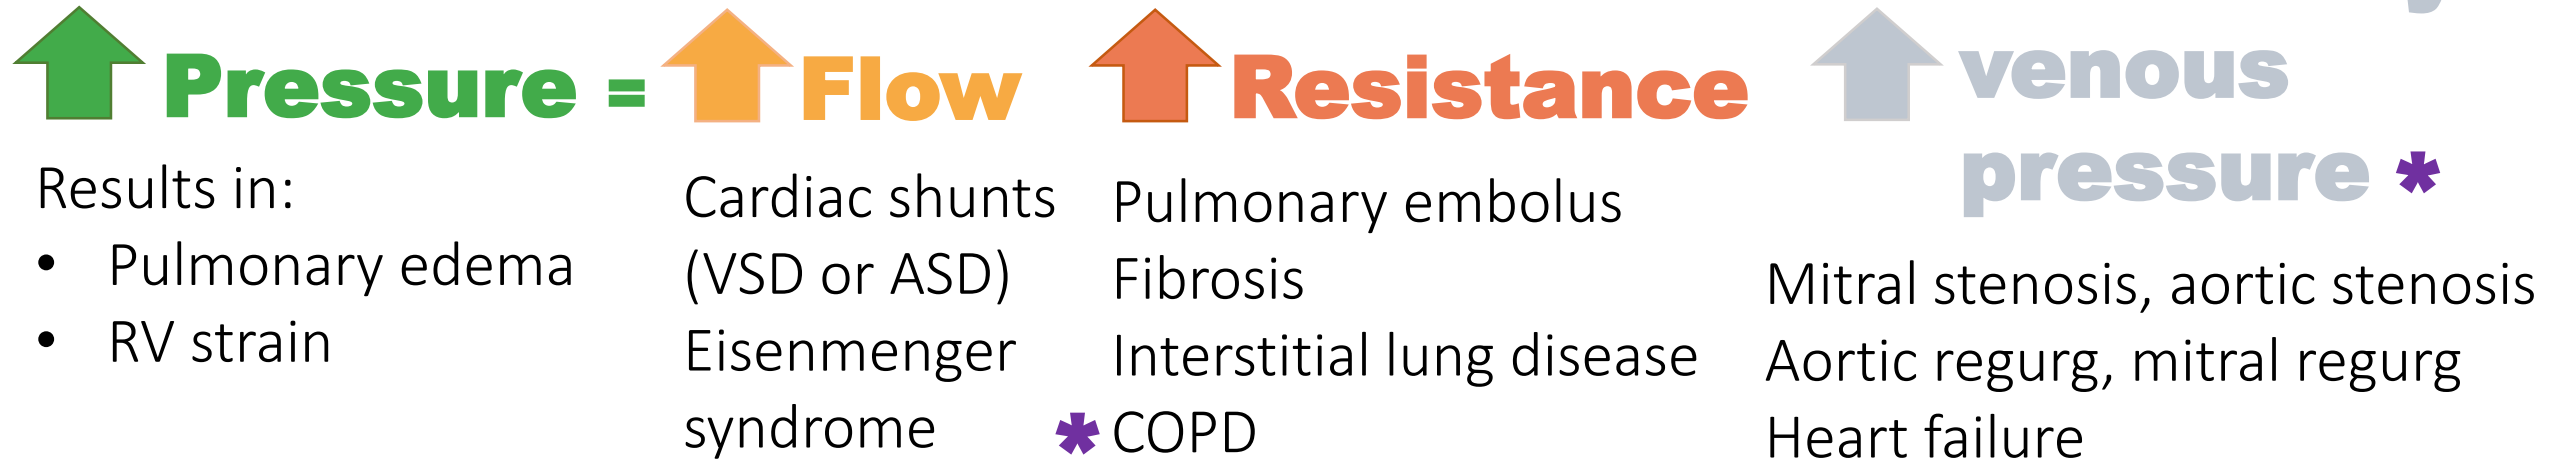 Pressure = Flow Resistance venous
pressure *
Results in:
• Pulmonary edema
• RV strain
Cardiac shunts
(VSD or ASD)
Eisenmenger
syndrome
Pulmonary embolus
Fibrosis
Interstitial lung disease
* COPD
Mitral stenosis, aortic stenosis
Aortic regurg, mitral regurg
Heart failure